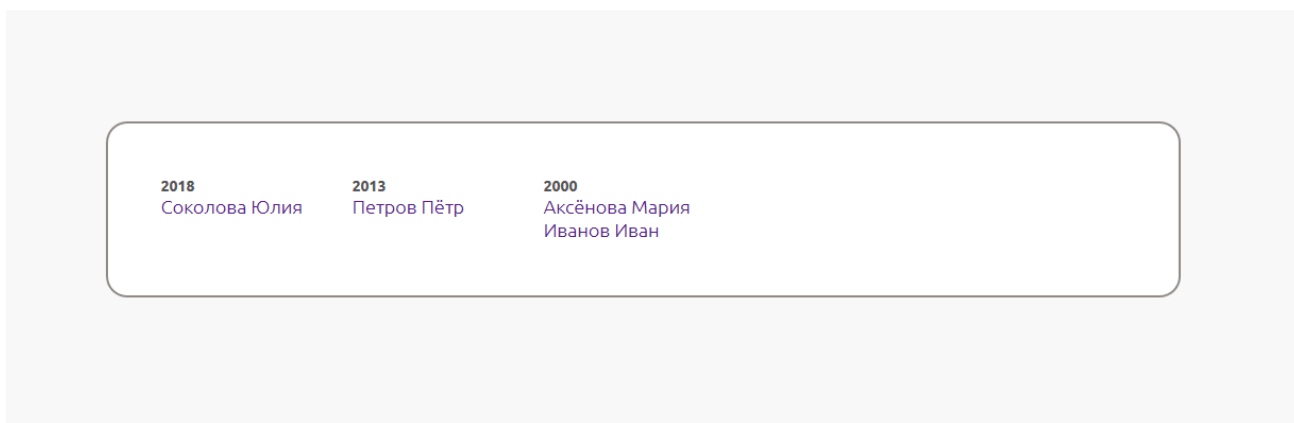 2018
Соколова Юлия
2013
Петров Пётр
2000
Аксёнова Мария
Иванов Иван